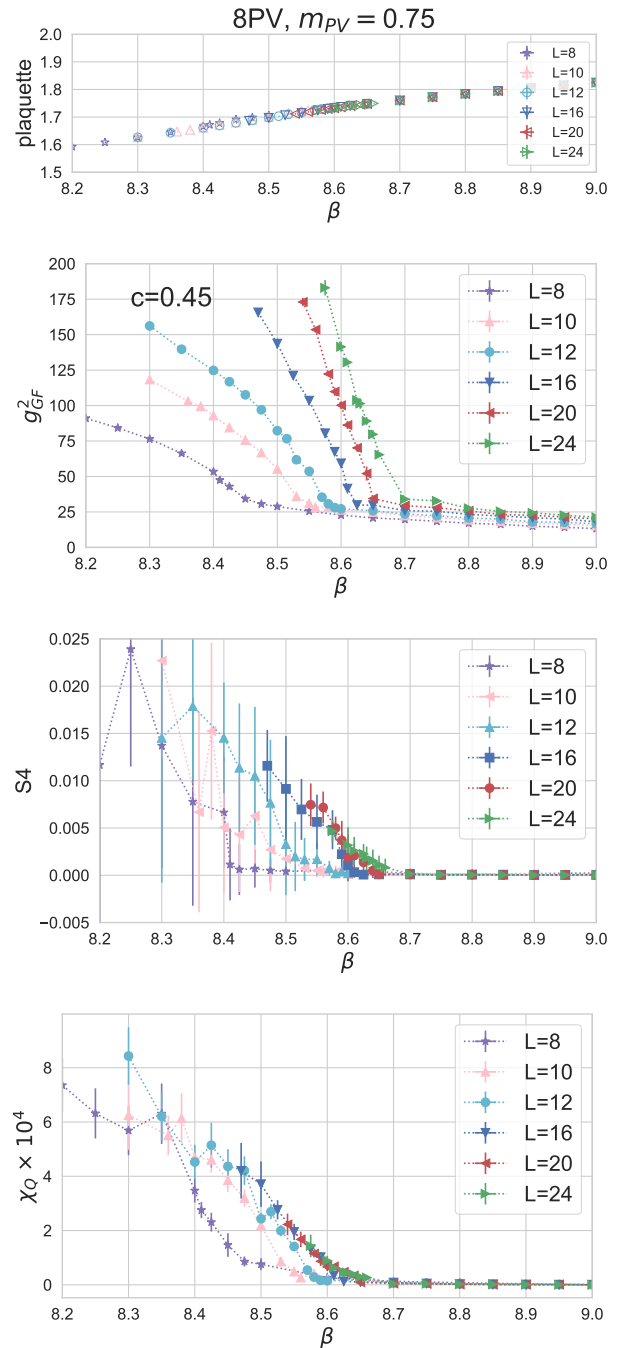 8PV, m_PV = 0.75
2.0
1.9
1.8
1.7
1.6
1.5
plaquette
L=8
L=10
L=12
L=16
L=20
L=24
8.2 8.3 8.4 8.5 8.6 8.7 8.8 8.9 9.0
β
200
175
150
125
100
75
50
25
0
g²_GF
c=0.45
L=8
L=10
L=12
L=16
L=20
L=24
8.2 8.3 8.4 8.5 8.6 8.7 8.8 8.9 9.0
β
0.025
0.020
0.015
0.010
0.005
0.000
−0.005
S4
L=8
L=10
L=12
L=16
L=20
L=24
8.2 8.3 8.4 8.5 8.6 8.7 8.8 8.9 9.0
β
8
6
4
2
0
χ_Q × 10⁴
L=8
L=10
L=12
L=16
L=20
L=24
8.2 8.3 8.4 8.5 8.6 8.7 8.8 8.9 9.0
β